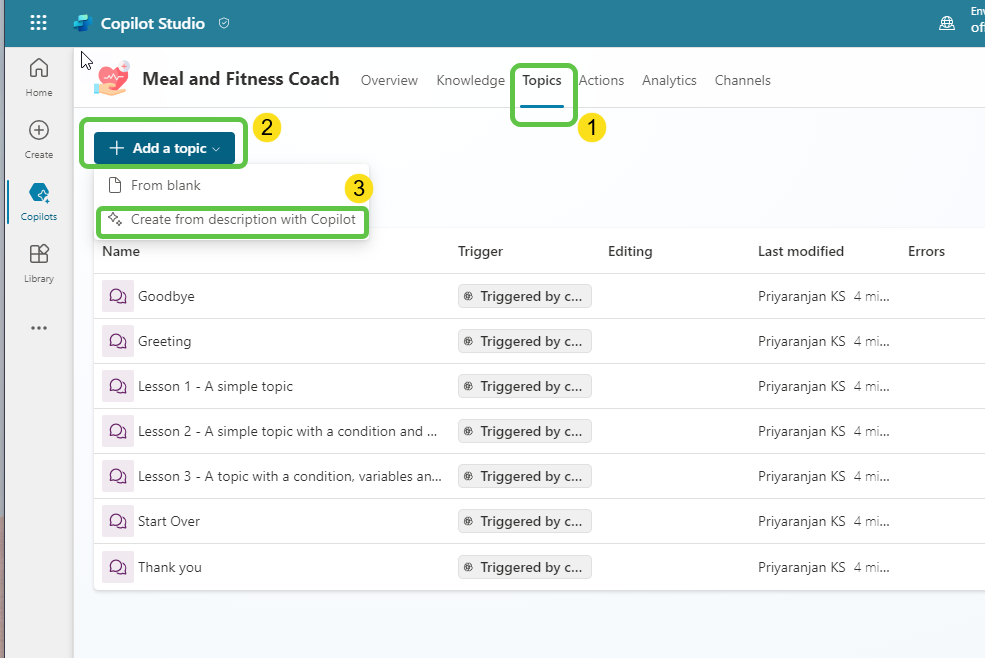 Copilot Studio
Env
off
Home
Create
Copilots
Library
Meal and Fitness Coach
Overview
Knowledge
Topics
Actions
Analytics
Channels
1
Add a topic
2
From blank
3
Create from description with Copilot
Name Trigger Editing Last modified Errors
Goodbye Triggered by c... Priyaranjan KS 4 mi...
Greeting Triggered by c... Priyaranjan KS 4 mi...
Lesson 1 - A simple topic Triggered by c... Priyaranjan KS 4 mi...
Lesson 2 - A simple topic with a condition and ... Triggered by c... Priyaranjan KS 4 mi...
Lesson 3 - A topic with a condition, variables an... Triggered by c... Priyaranjan KS 4 mi...
Start Over Triggered by c... Priyaranjan KS 4 mi...
Thank you Triggered by c... Priyaranjan KS 4 mi...